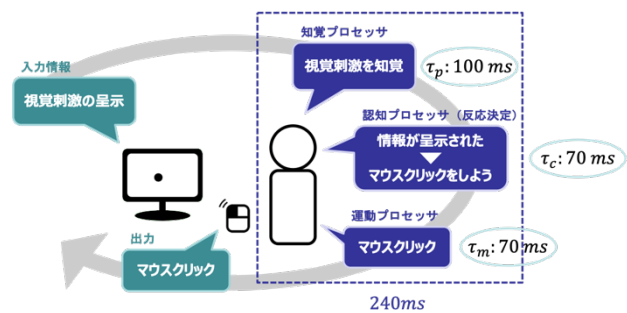 入力情報
視覚刺激の呈示
知覚プロセッサ
視覚刺激を知覚
τp: 100 ms
認知プロセッサ（反応決定）
情報が呈示された
マウスクリックをしよう
τc: 70 ms
運動プロセッサ
マウスクリック
τm: 70 ms
出力
マウスクリック
240ms